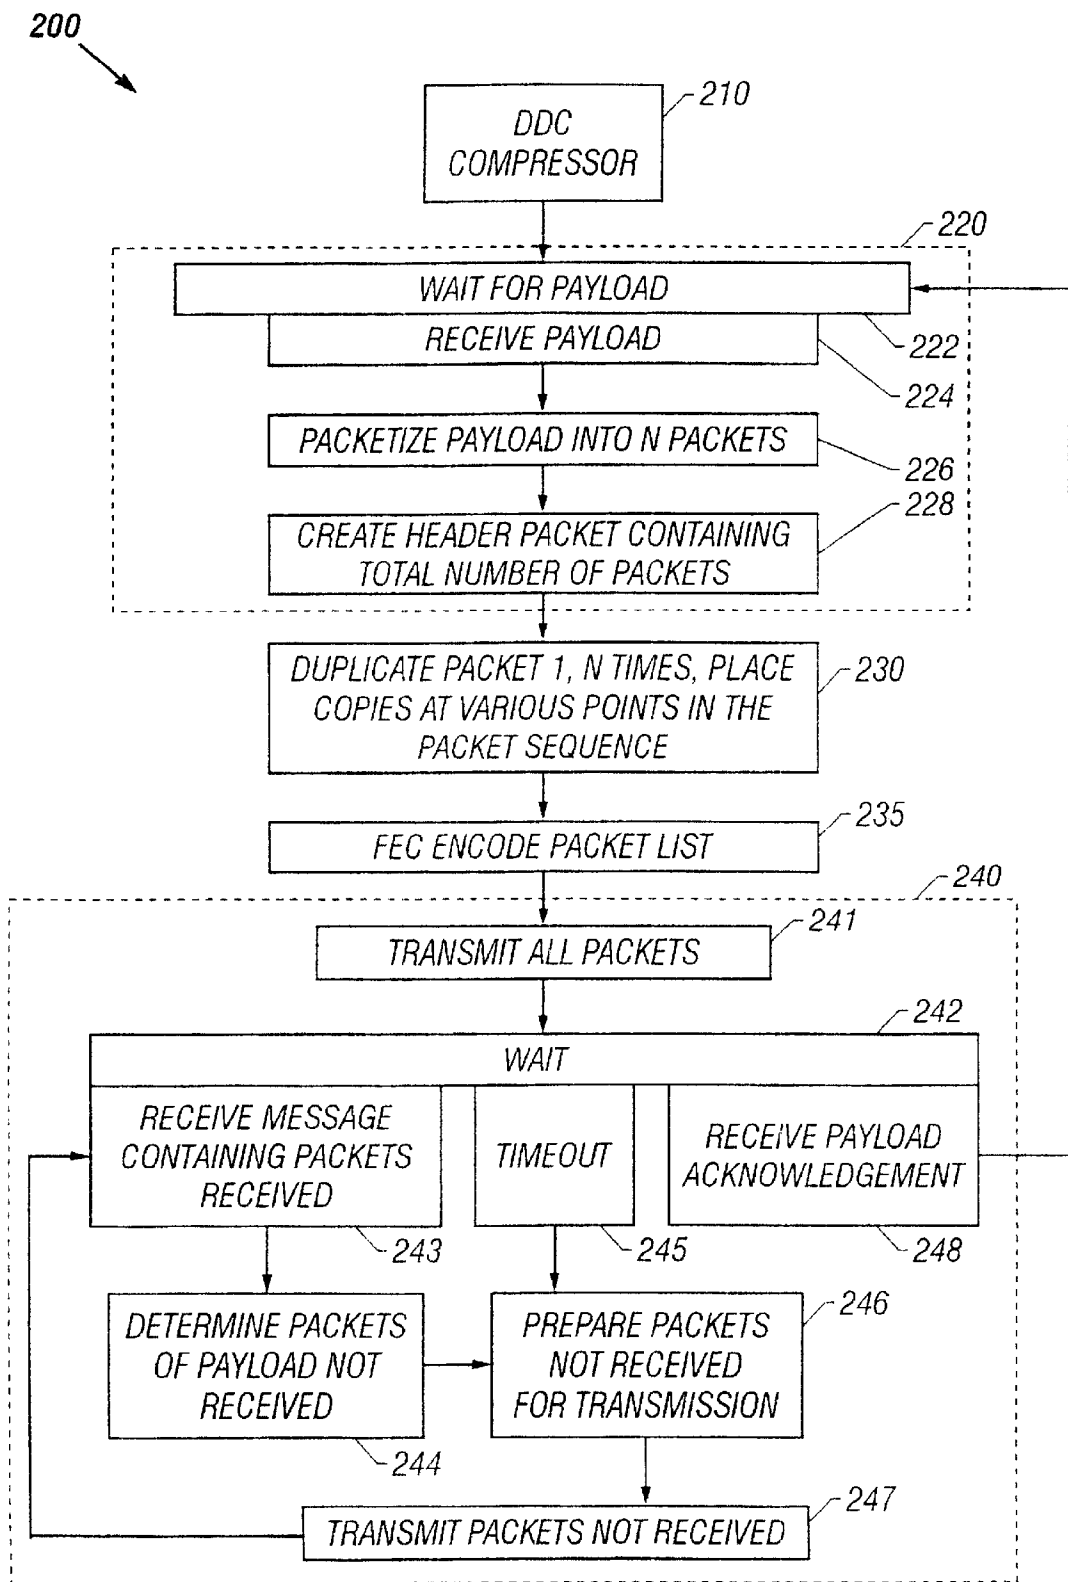 200
DDC
COMPRESSOR
210
220
WAIT FOR PAYLOAD
222
RECEIVE PAYLOAD
224
PACKETIZE PAYLOAD INTO N PACKETS
226
228
CREATE HEADER PACKET CONTAINING
TOTAL NUMBER OF PACKETS
DUPLICATE PACKET 1, N TIMES, PLACE
COPIES AT VARIOUS POINTS IN THE
PACKET SEQUENCE
230
235
FEC ENCODE PACKET LIST
240
241
TRANSMIT ALL PACKETS
242
WAIT
RECEIVE MESSAGE
CONTAINING PACKETS
RECEIVED
243
TIMEOUT
245
RECEIVE PAYLOAD
ACKNOWLEDGEMENT
248
DETERMINE PACKETS
OF PAYLOAD NOT
RECEIVED
244
PREPARE PACKETS
NOT RECEIVED
FOR TRANSMISSION
246
247
TRANSMIT PACKETS NOT RECEIVED